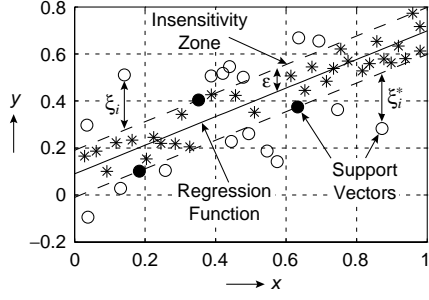 0.8
0.6
0.4
0.2
0
−0.2
y
Insensitivity
Zone
ε
ξi
ξi*
Regression
Function
Support
Vectors
0 0.2 0.4 0.6 0.8 1
x